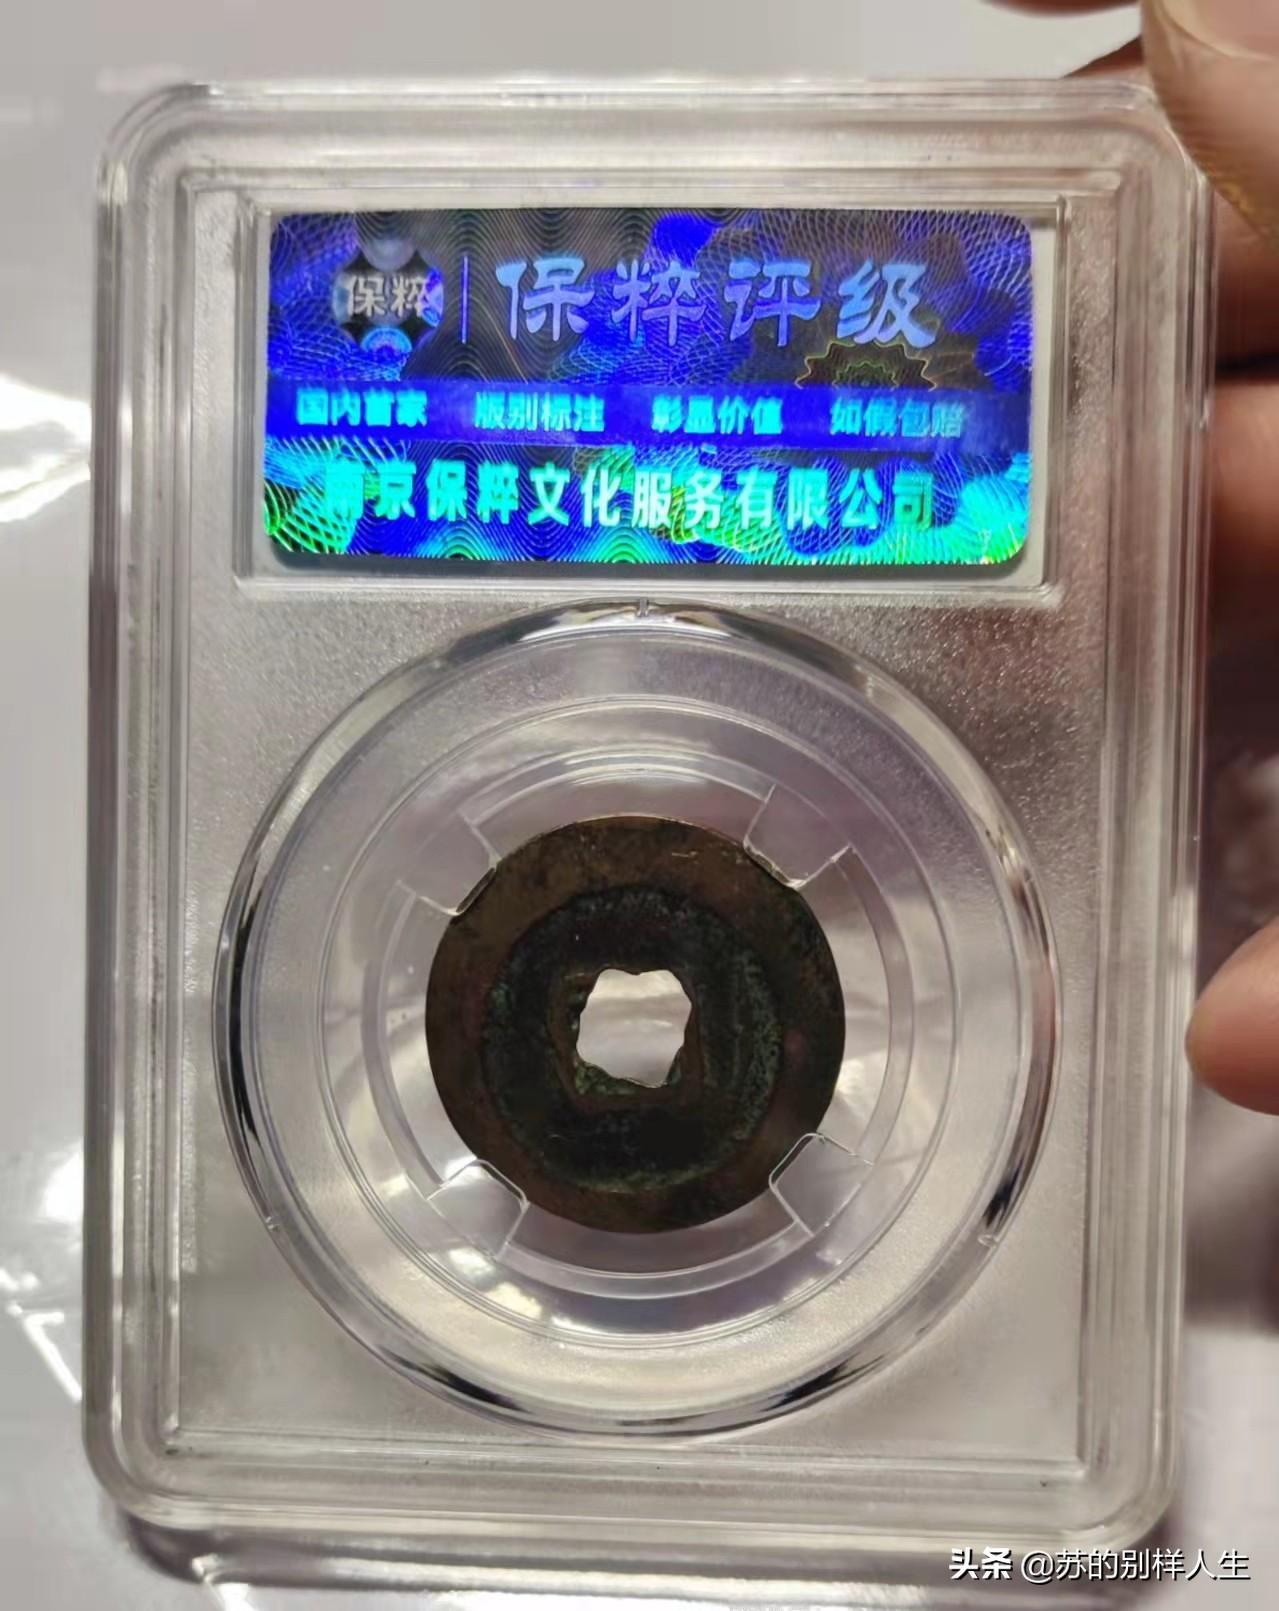 保粹 保粹评级
国内首家 版别标注 彰显价值 如假包赔
南京保粹文化服务有限公司
头条 @苏的别样人生